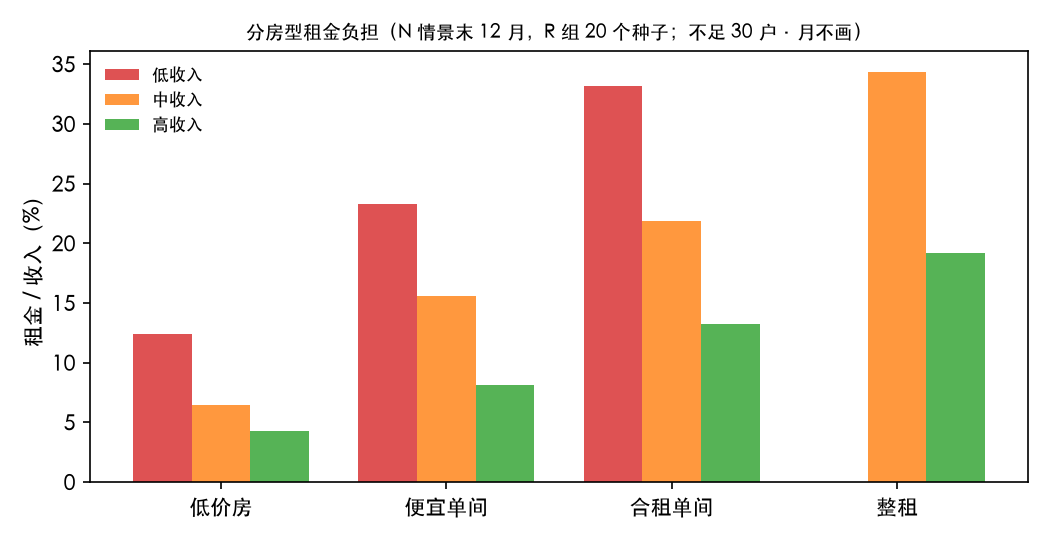 分房型租金负担（N 情景末 12 月，R 组 20 个种子；不足 30 户 · 月不画）
低收入
中收入
高收入
租金 / 收入（%）
35
30
25
20
15
10
5
0
低价房
便宜单间
合租单间
整租